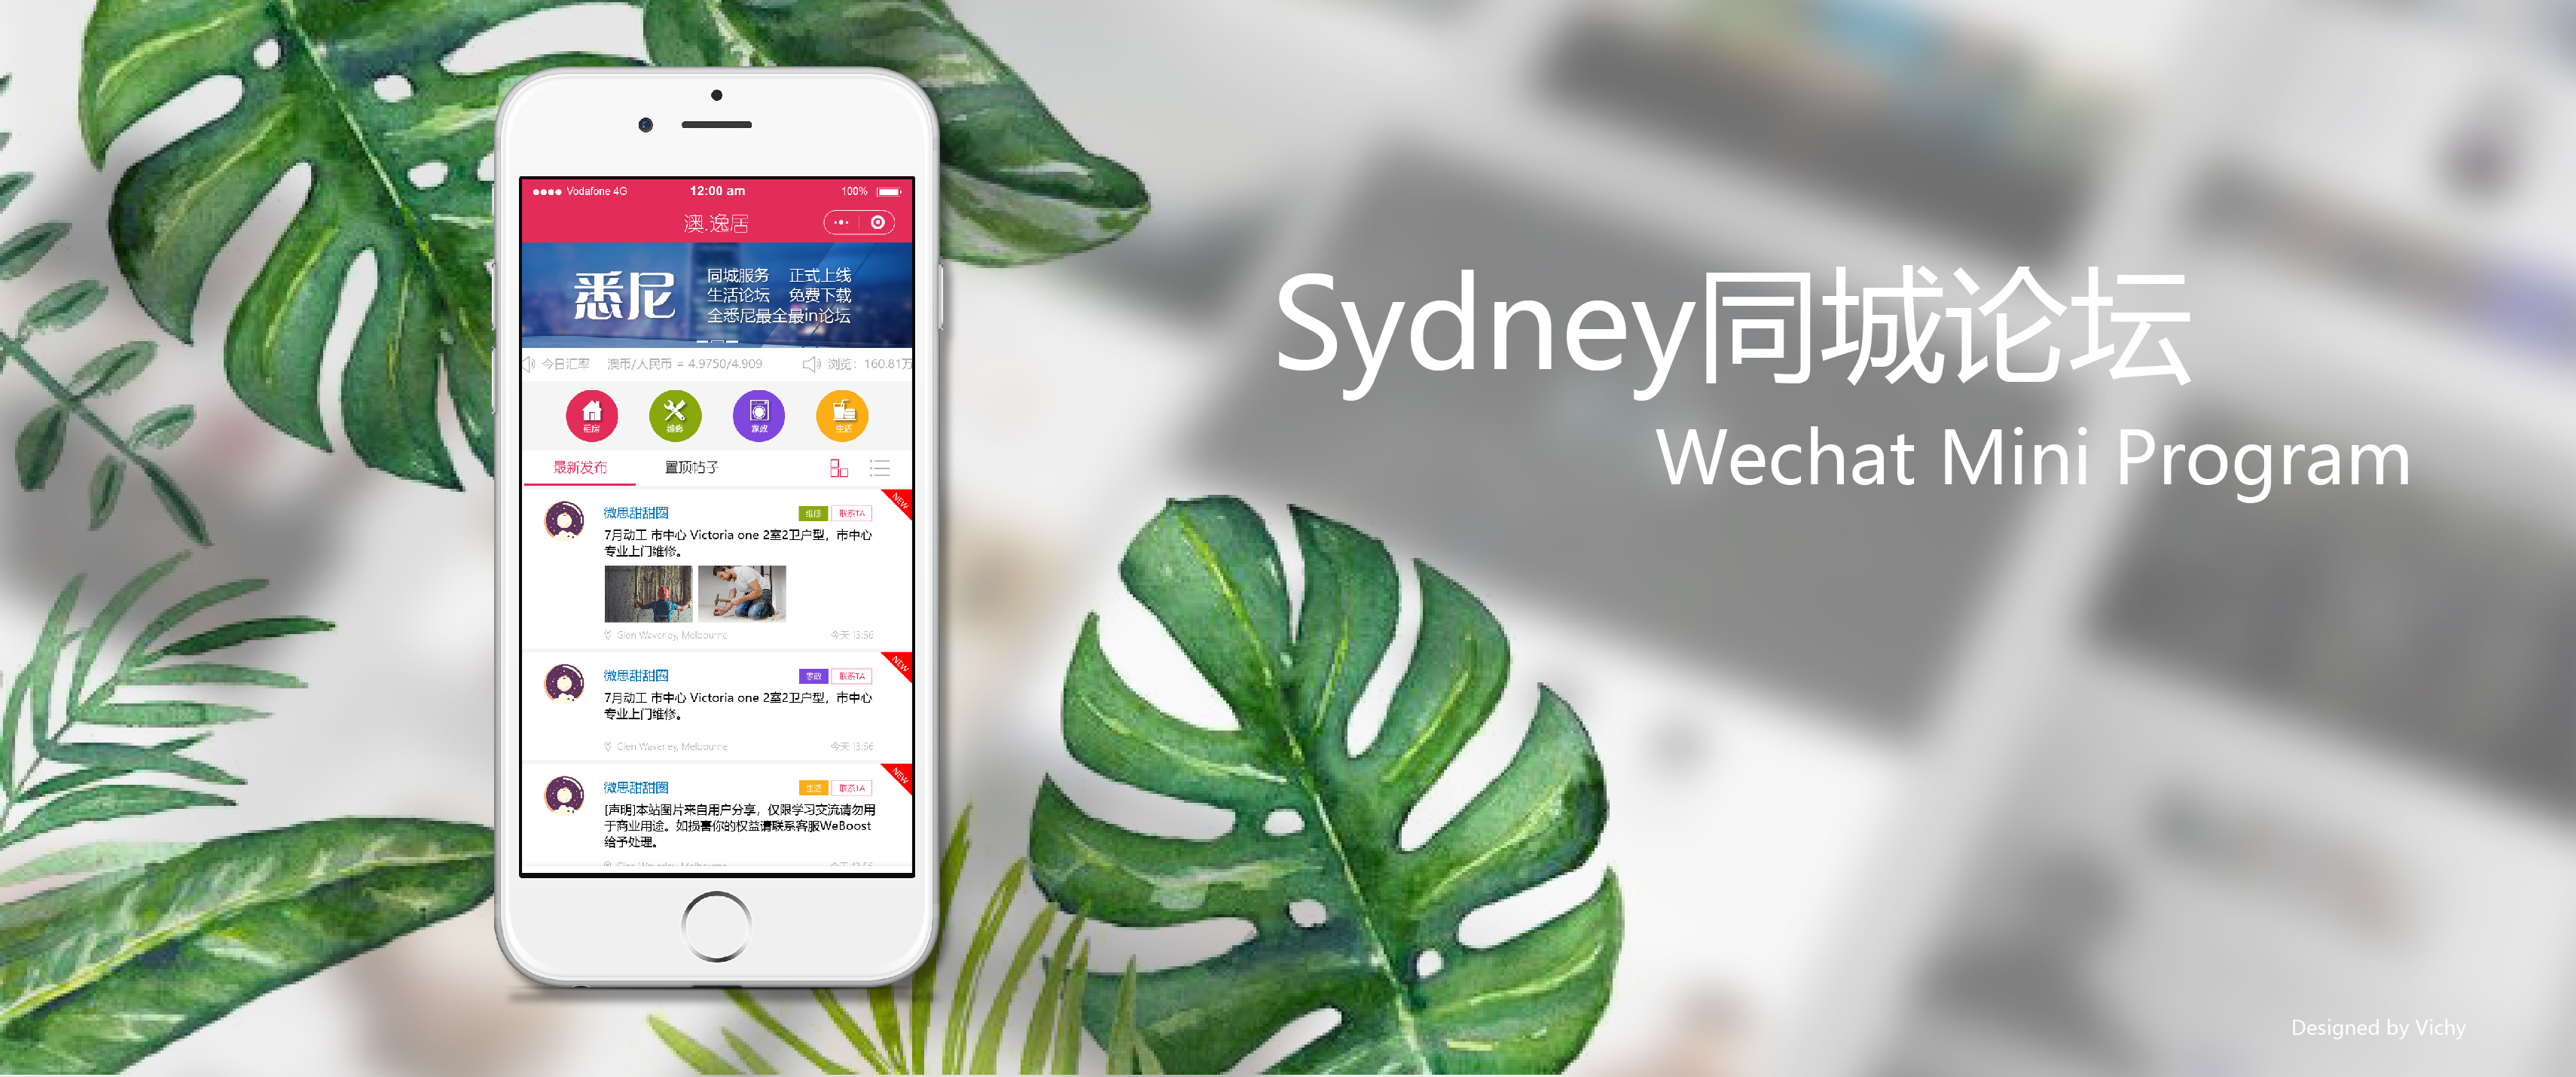 Vodafone 4G 12:00 am 100%
澳.逸居
悉尼
同城服务 正式上线
生活论坛 免费下载
全悉尼最全最in论坛
今日汇率 澳币/人民币 = 4.9750/4.909 浏览：160.81万
租房 维修 家政 生活
最新发布 置顶帖子
NEW
微思甜甜圈 维修 联系TA
7月动工 市中心 Victoria one 2室2卫户型，市中心
专业上门维修。
Glen Waverley, Melbourne 今天 13:56
NEW
微思甜甜圈 家政 联系TA
7月动工 市中心 Victoria one 2室2卫户型，市中心
专业上门维修。
Glen Waverley, Melbourne 今天 13:56
NEW
微思甜甜圈 生活 联系TA
[声明]本站图片来自用户分享，仅限学习交流请勿用
于商业用途。如损害你的权益请联系客服WeBoost
给予处理。
Sydney同城论坛
Wechat Mini Program
Designed by Vichy